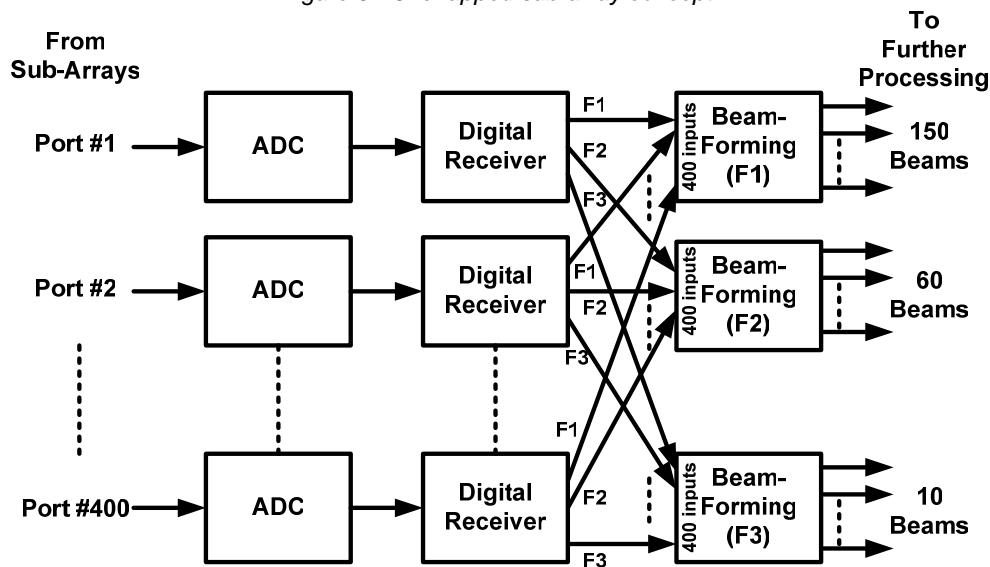 From
Sub-Arrays
To
Further
Processing
Port #1
ADC
Digital
Receiver
F1
F2
F3
400 inputs
Beam-
Forming
(F1)
150
Beams
Port #2
ADC
Digital
Receiver
F1
F2
F3
400 inputs
Beam-
Forming
(F2)
60
Beams
Port #400
ADC
Digital
Receiver
F1
F2
F3
400 inputs
Beam-
Forming
(F3)
10
Beams